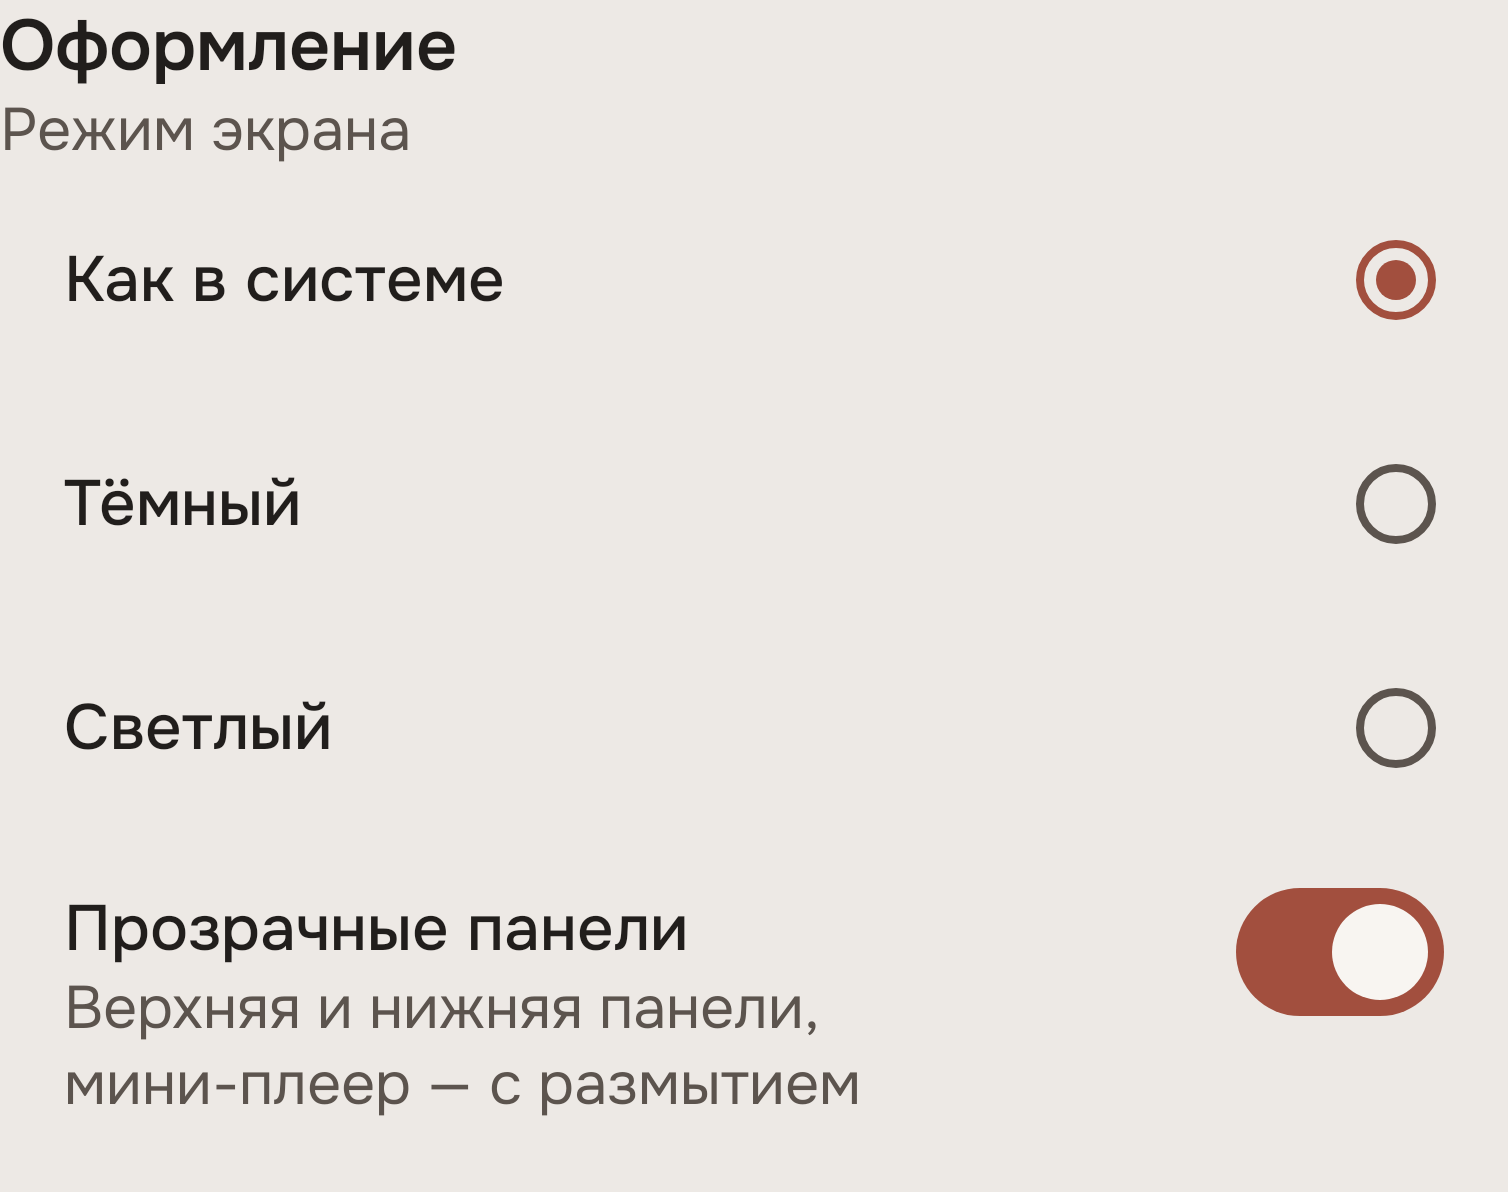 Оформление
Режим экрана
Как в системе
Тёмный
Светлый
Прозрачные панели
Верхняя и нижняя панели,
мини-плеер — с размытием